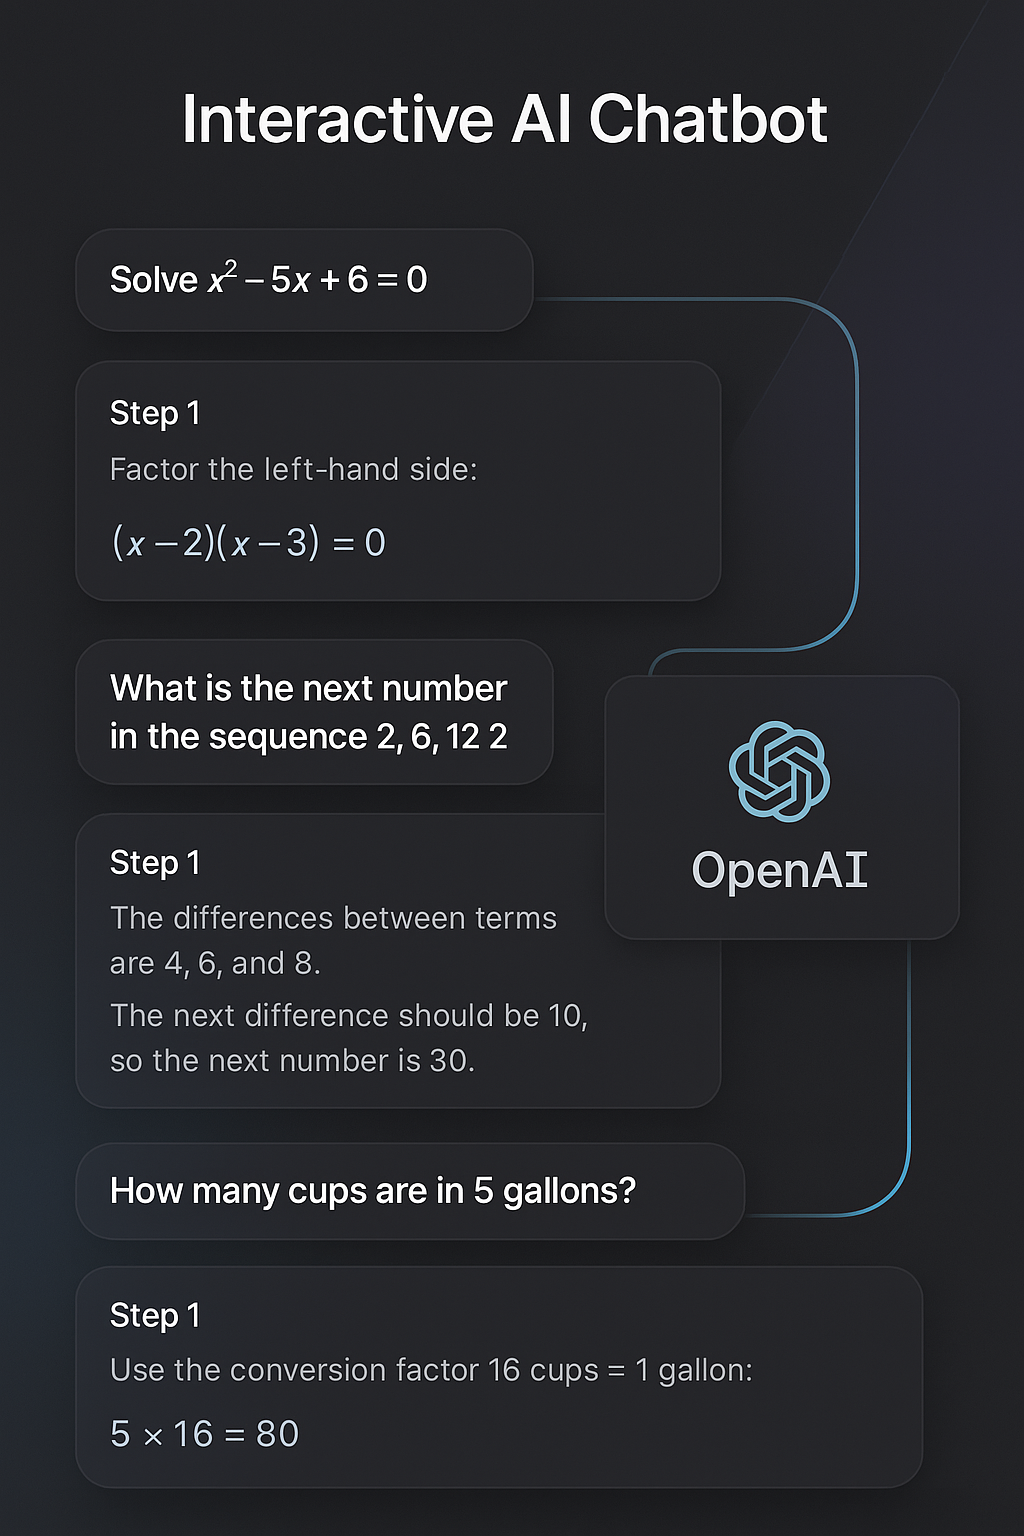 Interactive AI Chatbot
Solve x² – 5x + 6 = 0
Step 1
Factor the left-hand side:
(x – 2)(x – 3) = 0
What is the next number
in the sequence 2, 6, 12 2
OpenAI
Step 1
The differences between terms
are 4, 6, and 8.
The next difference should be 10,
so the next number is 30.
How many cups are in 5 gallons?
Step 1
Use the conversion factor 16 cups = 1 gallon:
5 × 16 = 80